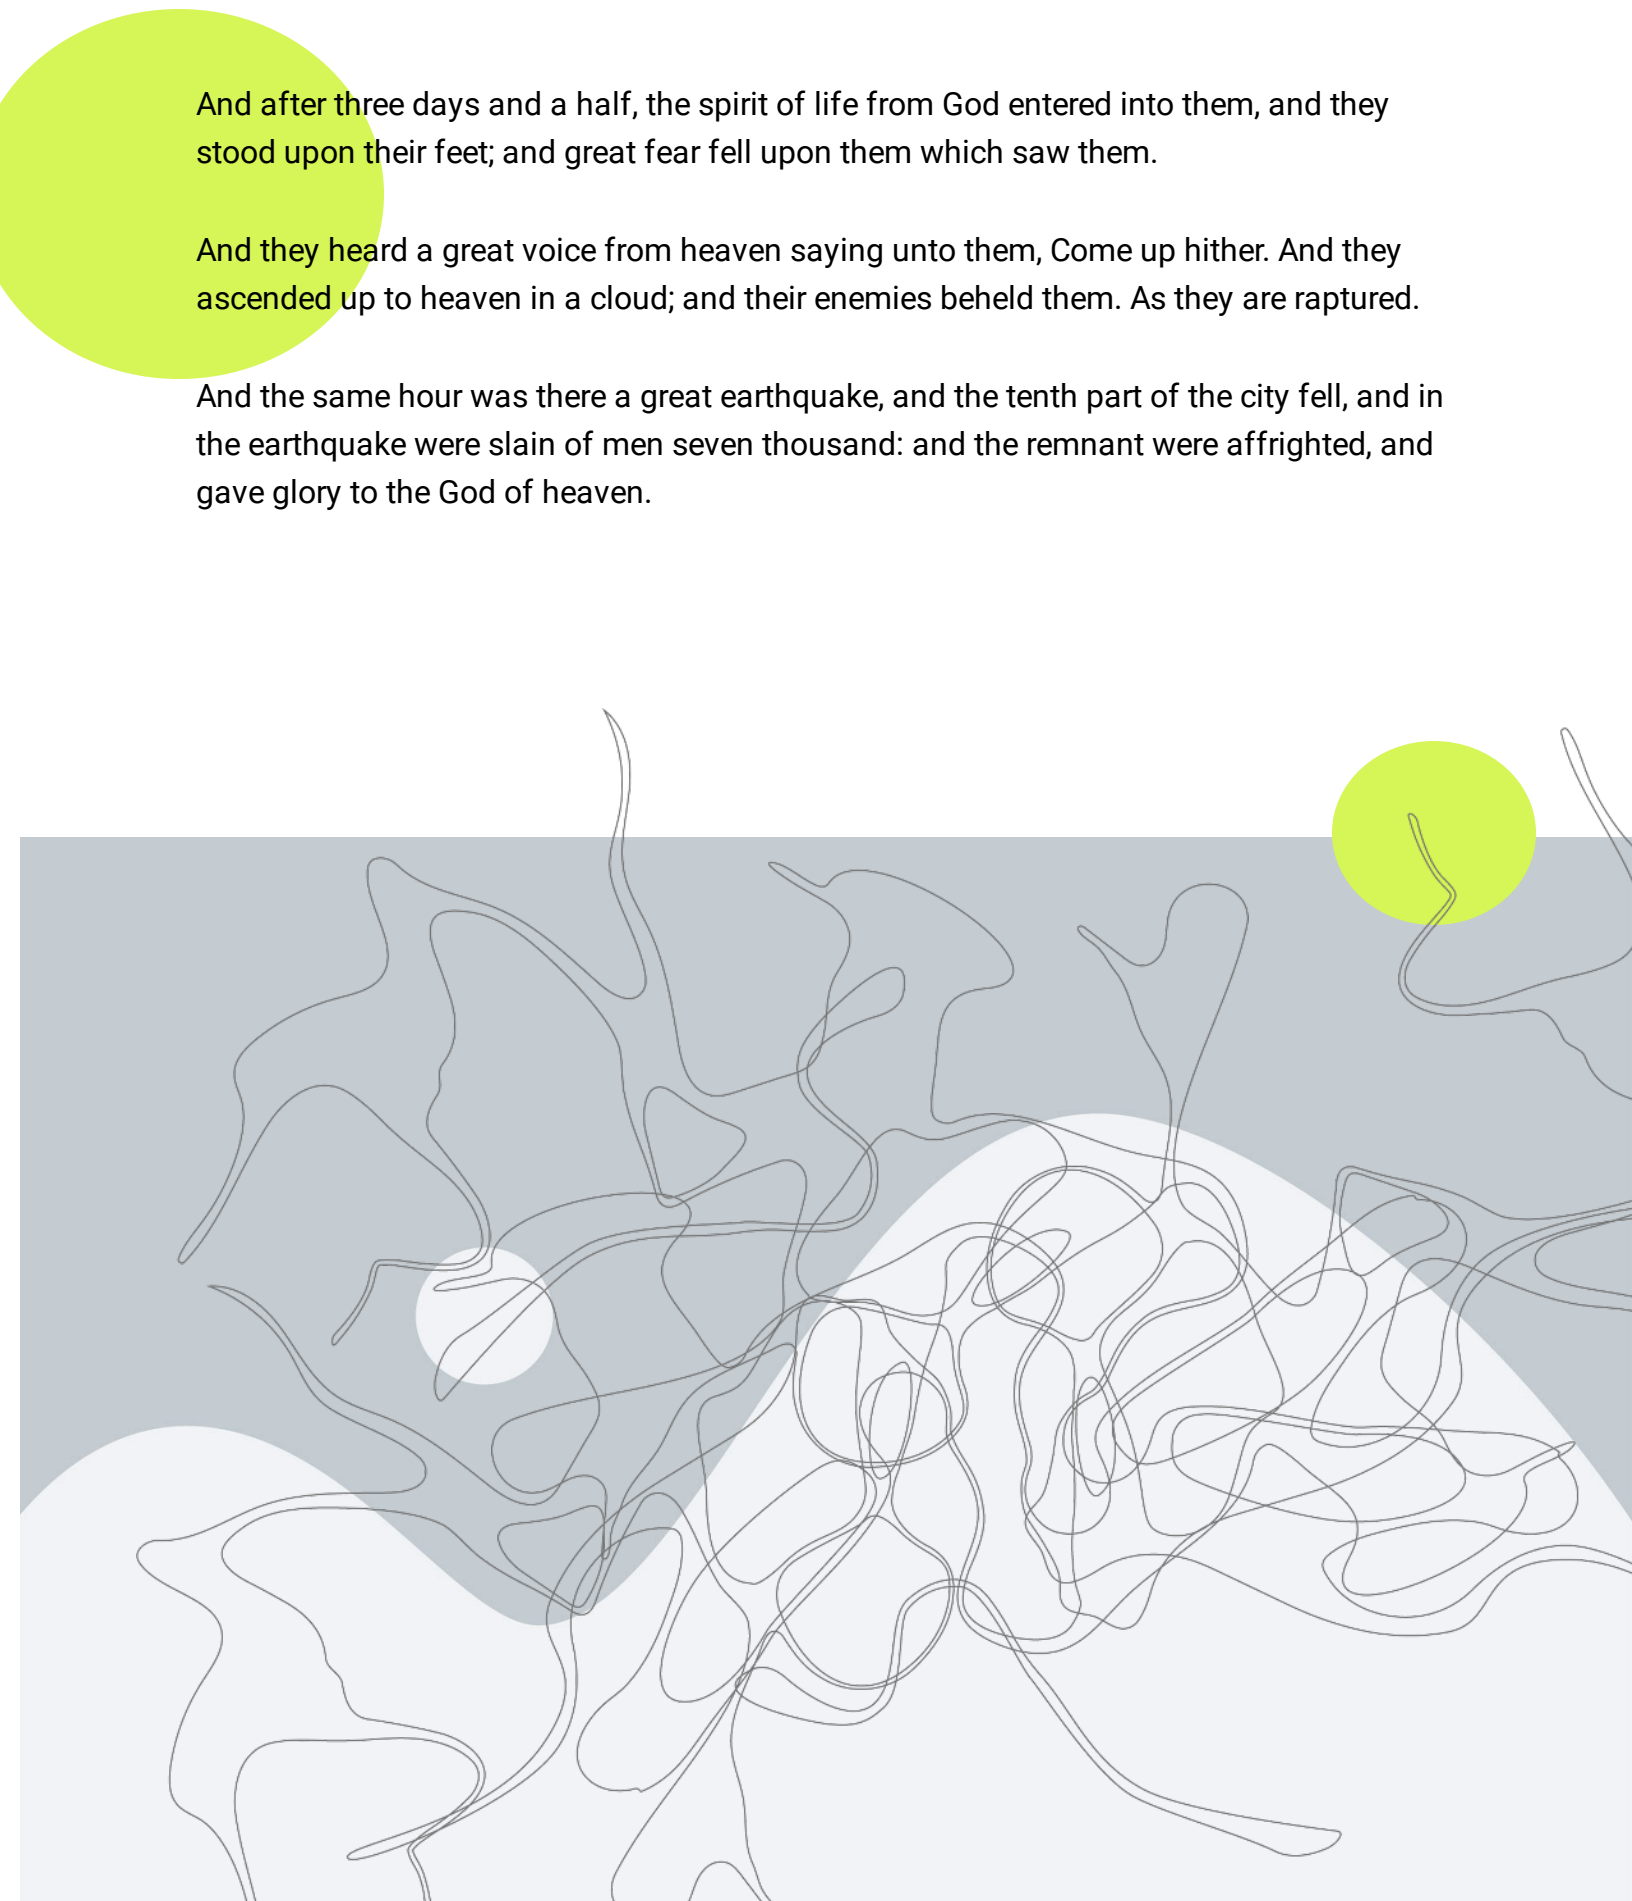 And after three days and a half, the spirit of life from God entered into them, and they
stood upon their feet; and great fear fell upon them which saw them.
And they heard a great voice from heaven saying unto them, Come up hither. And they
ascended up to heaven in a cloud; and their enemies beheld them. As they are raptured.
And the same hour was there a great earthquake, and the tenth part of the city fell, and in
the earthquake were slain of men seven thousand: and the remnant were affrighted, and
gave glory to the God of heaven.